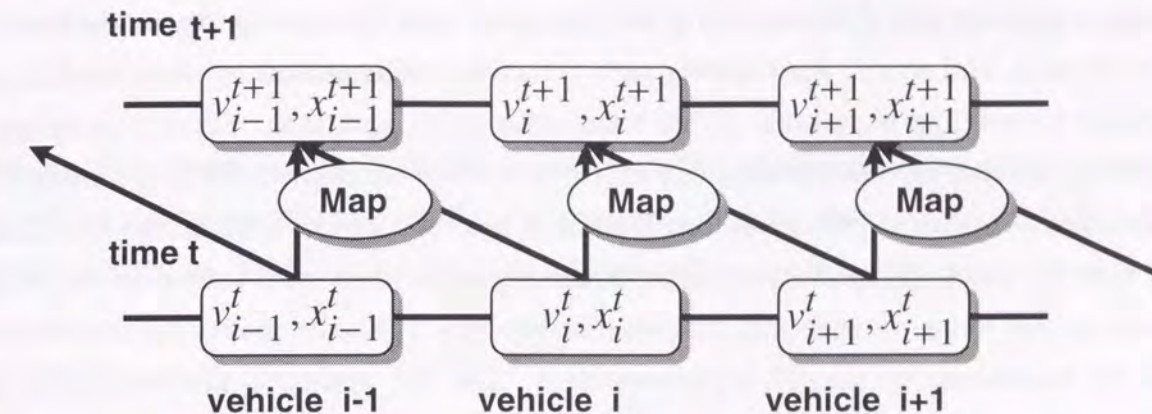 time t+1
v_{i-1}^{t+1}, x_{i-1}^{t+1} v_i^{t+1}, x_i^{t+1} v_{i+1}^{t+1}, x_{i+1}^{t+1}
Map Map Map
time t
v_{i-1}^t, x_{i-1}^t v_i^t, x_i^t v_{i+1}^t, x_{i+1}^t
vehicle i-1 vehicle i vehicle i+1